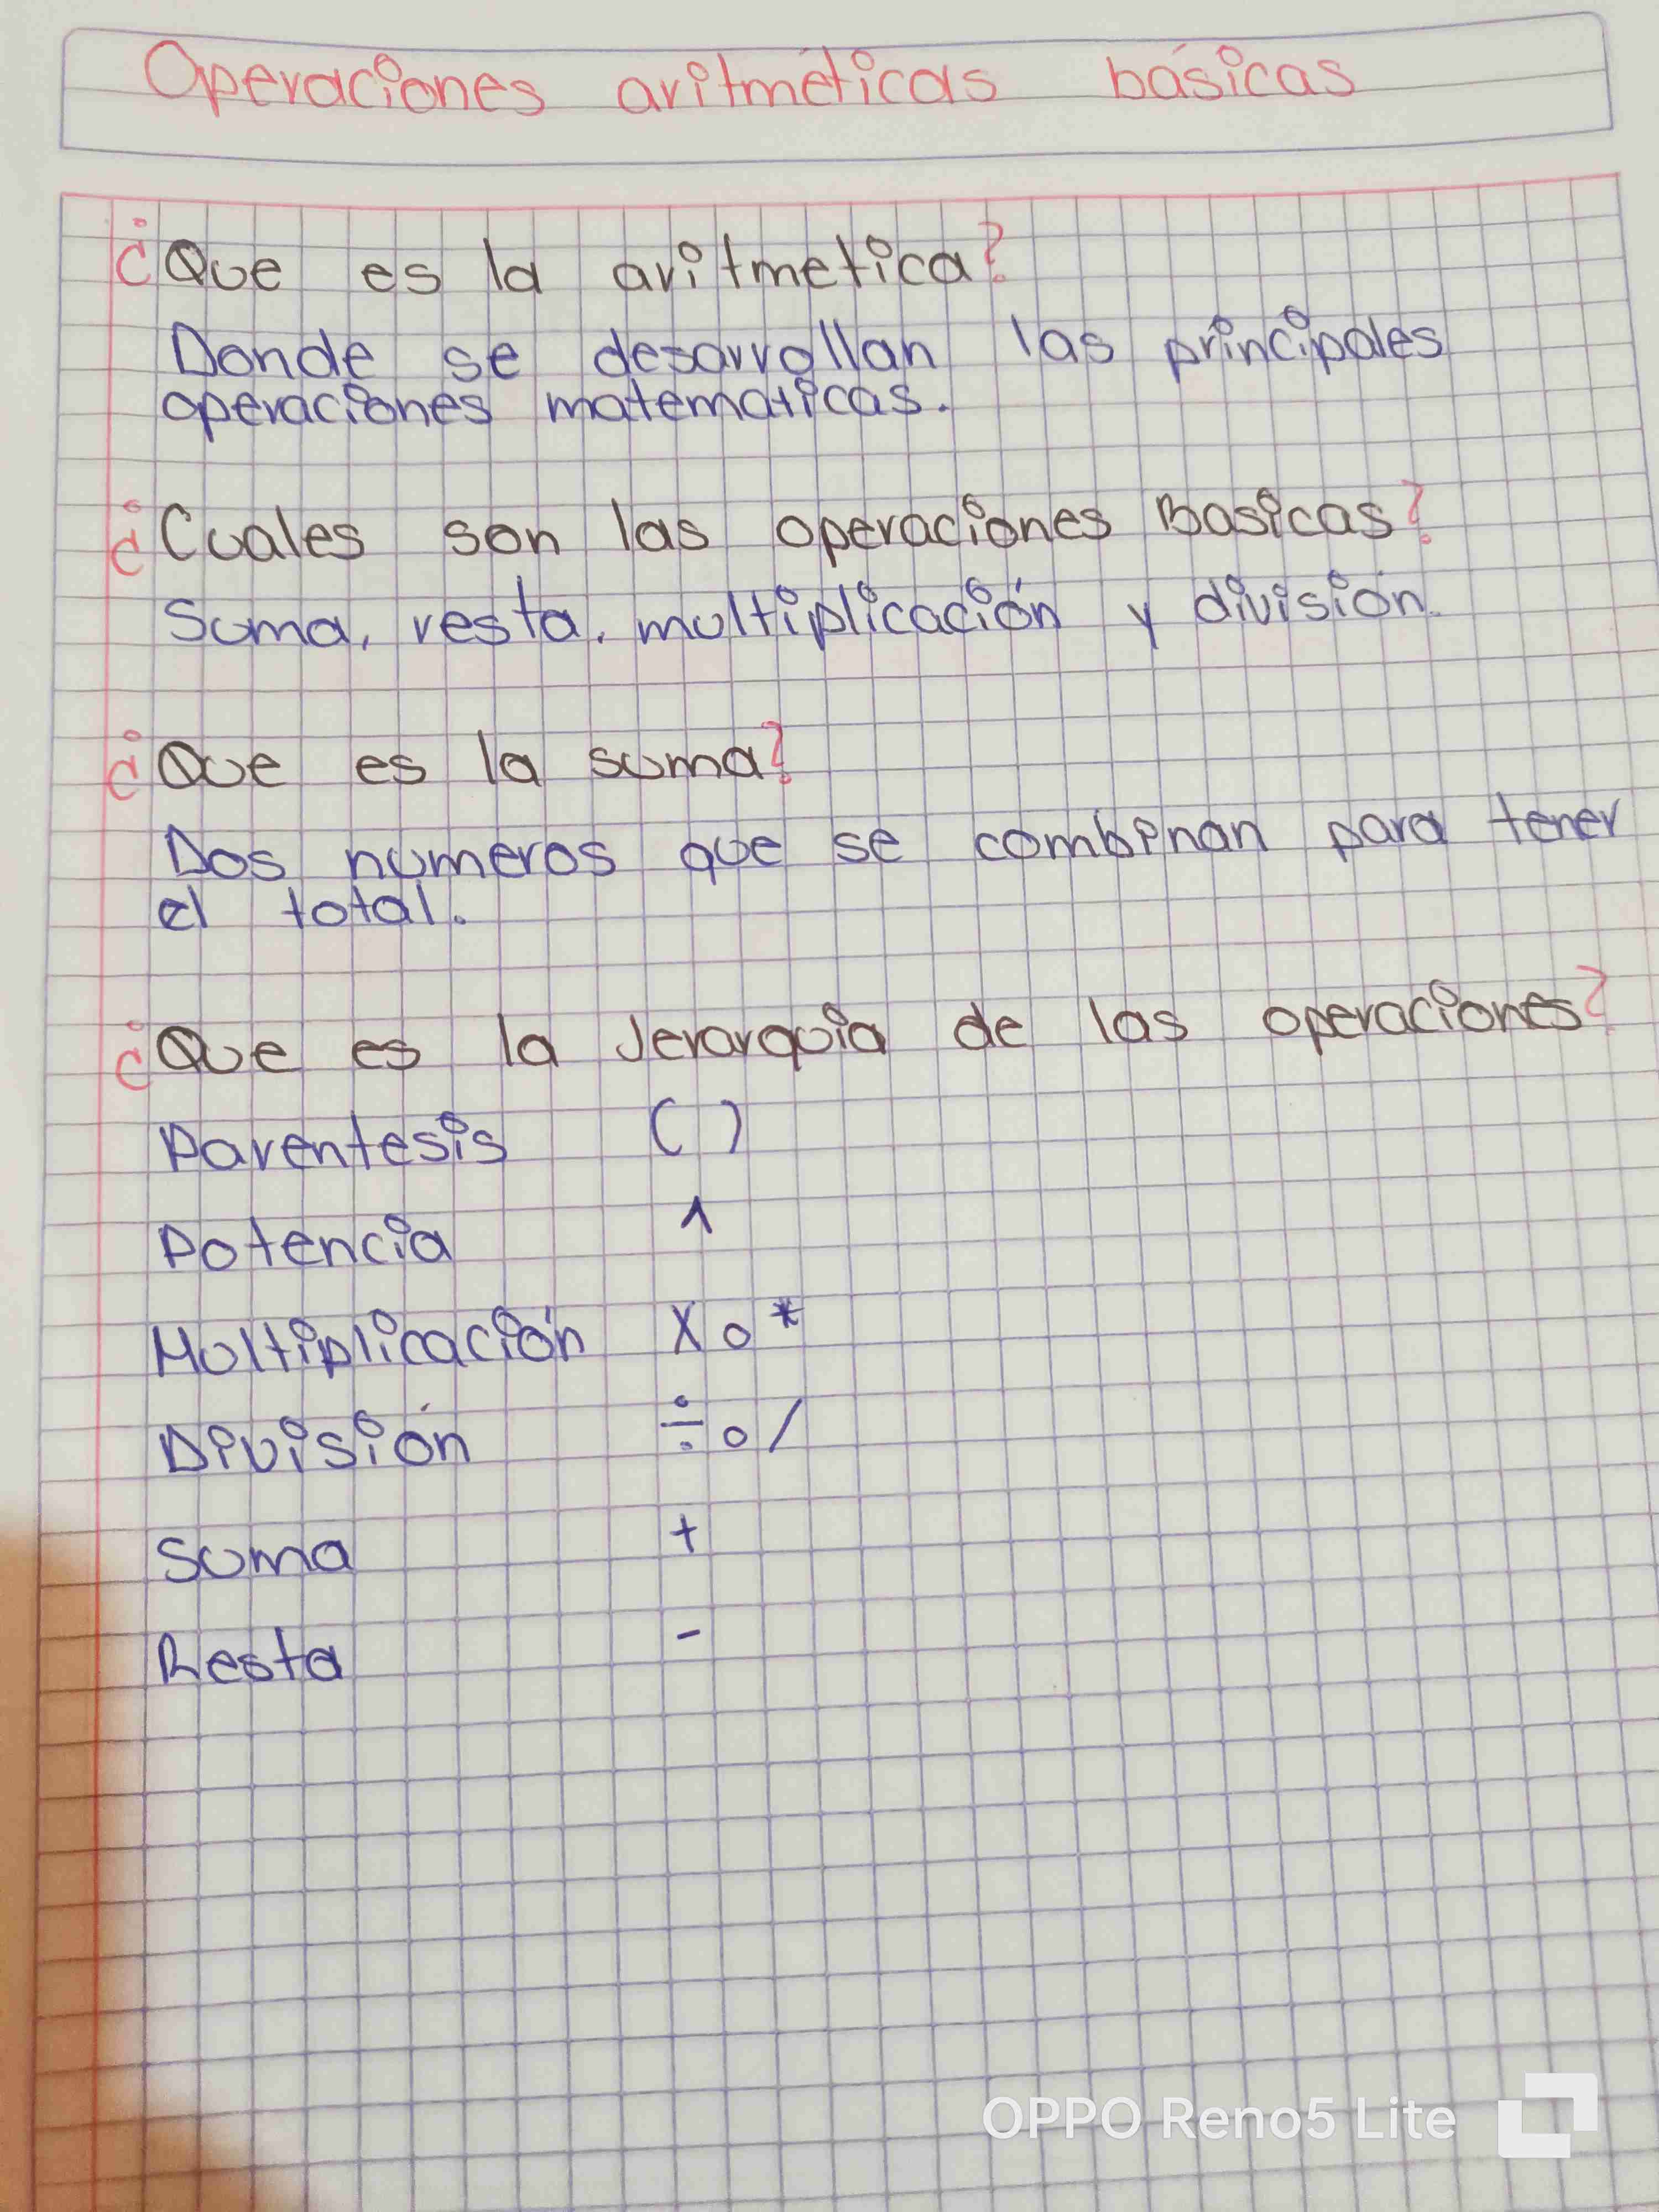 Operaciones aritméticas básicas
¿Que es la aritmetica?
Donde se desarrollan las principales
operaciones matematicas.
¿Cuales son las operaciones Basicas?
Suma, resta, multiplicación y división.
¿Que es la suma?
Dos numeros que se combinan para tener
el total.
¿Que es la Jerarquia de las operaciones?
Parentesis ( )
Potencia ^
Multiplicación X o *
División ÷ o /
Suma +
Resta -
OPPO Reno5 Lite